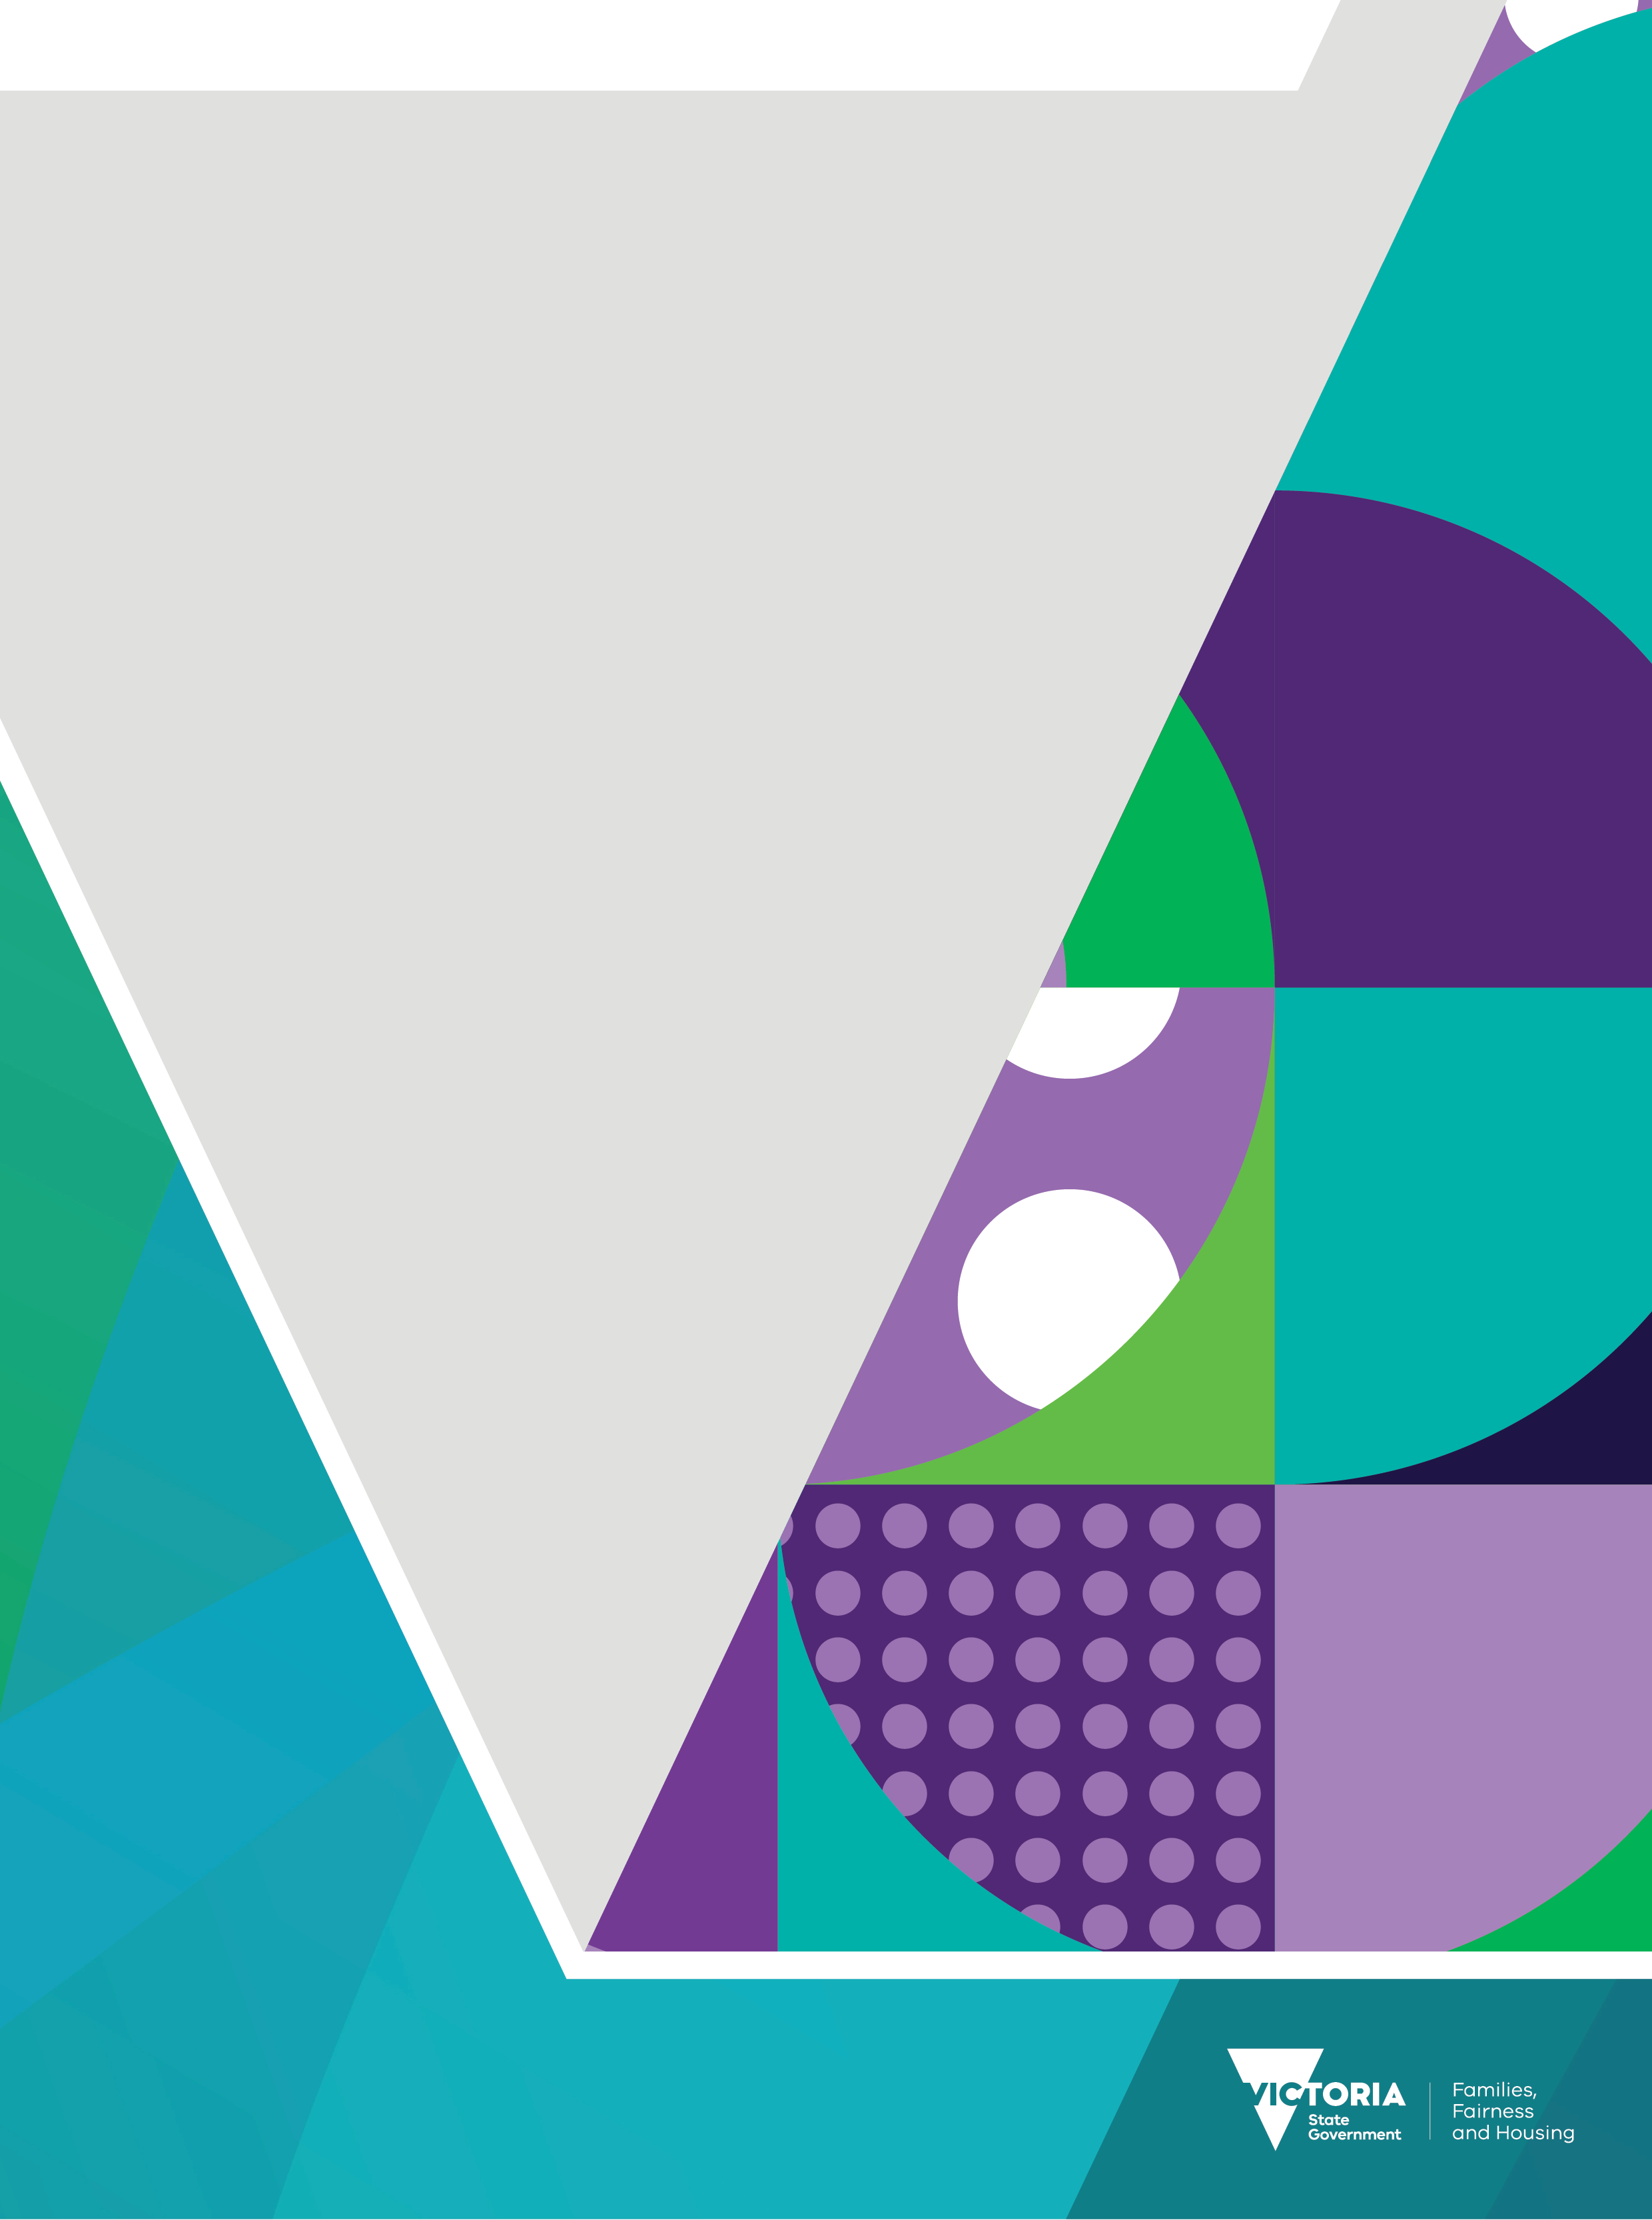 VICTORIA
State
Government
Families,
Fairness
and Housing